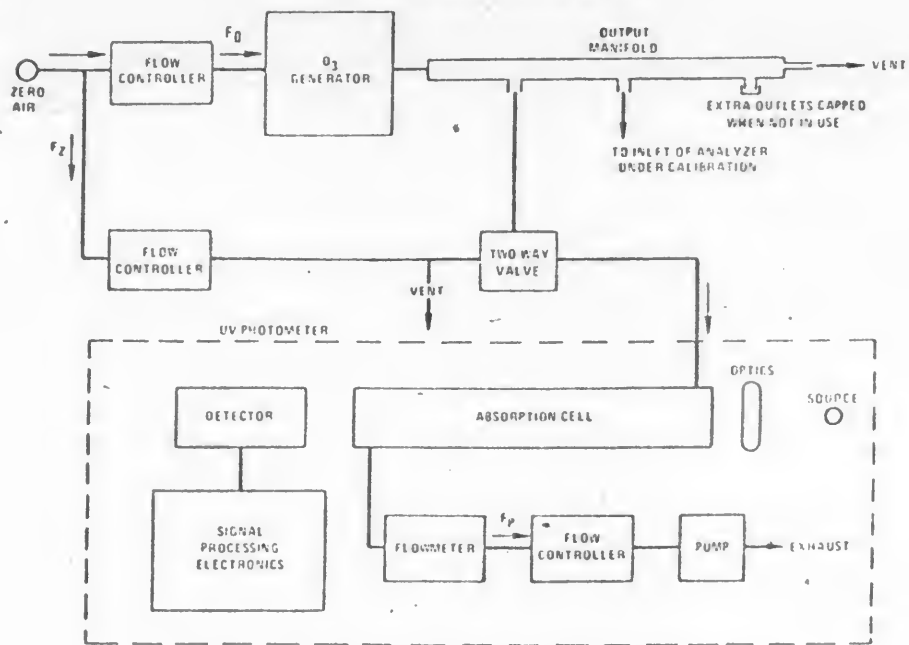 F0
FLOW
CONTROLLER
O3
GENERATOR
OUTPUT
MANIFOLD
VENT
ZERO
AIR
EXTRA OUTLETS CAPPED
WHEN NOT IN USE
TO INLET OF ANALYZER
UNDER CALIBRATION
FZ
FLOW
CONTROLLER
TWO WAY
VALVE
VENT
UV PHOTOMETER
OPTICS
SOURCE
DETECTOR
ABSORPTION CELL
SIGNAL
PROCESSING
ELECTRONICS
FLOWMETER
FP
FLOW
CONTROLLER
PUMP
EXHAUST